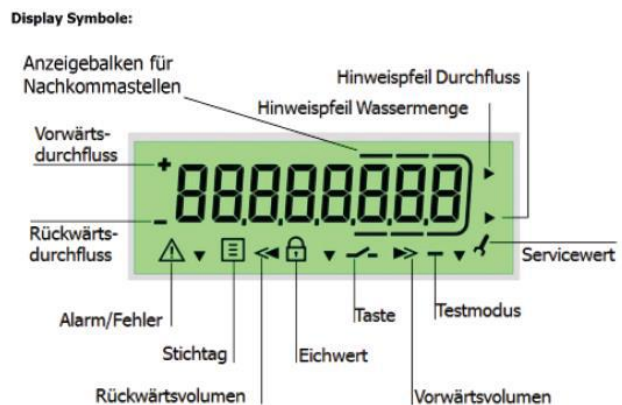 Display Symbole:
Anzeigebalken für
Nachkommastellen
Hinweispfeil Durchfluss
Hinweispfeil Wassermenge
Vorwärts-
durchfluss
88888888
Rückwärts-
durchfluss
Servicewert
Alarm/Fehler
Taste
Testmodus
Stichtag
Eichwert
Rückwärtsvolumen
Vorwärtsvolumen